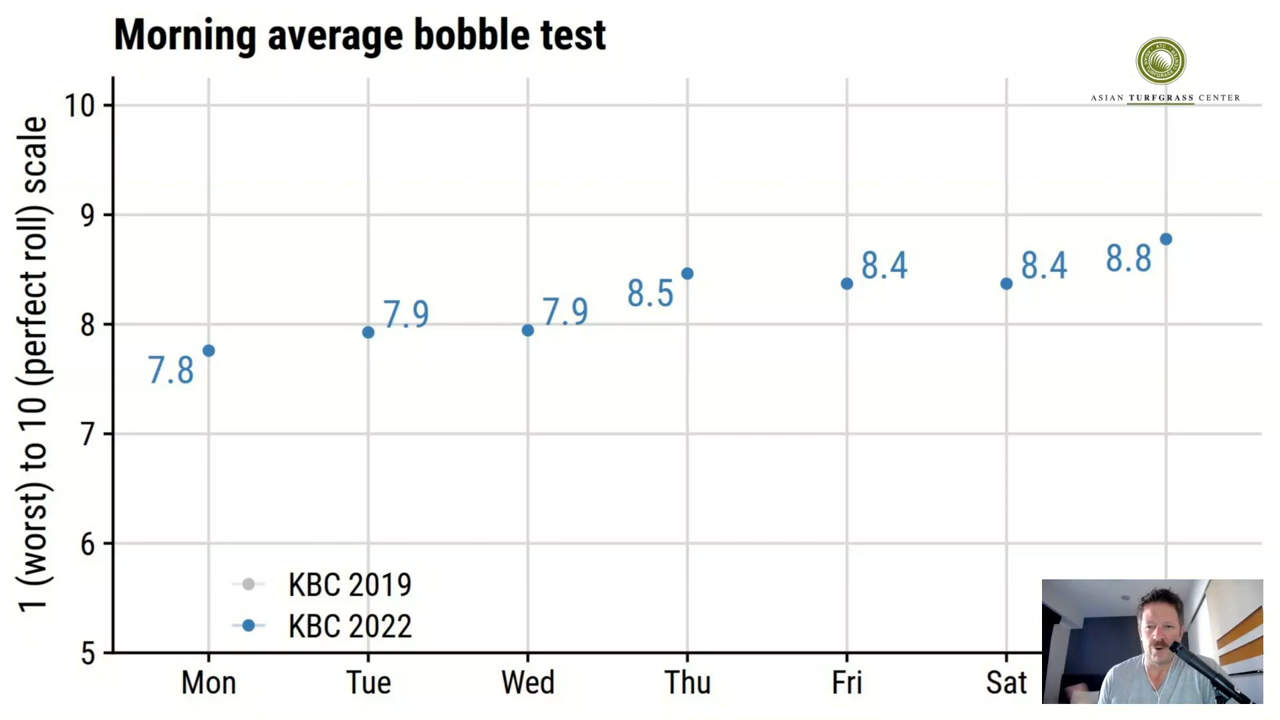 Morning average bobble test
ASIAN TURFGRASS CENTER
1 (worst) to 10 (perfect roll) scale
10
9
8
7
6
5
7.8
7.9
7.9
8.5
8.4
8.4
8.8
KBC 2019
KBC 2022
Mon
Tue
Wed
Thu
Fri
Sat